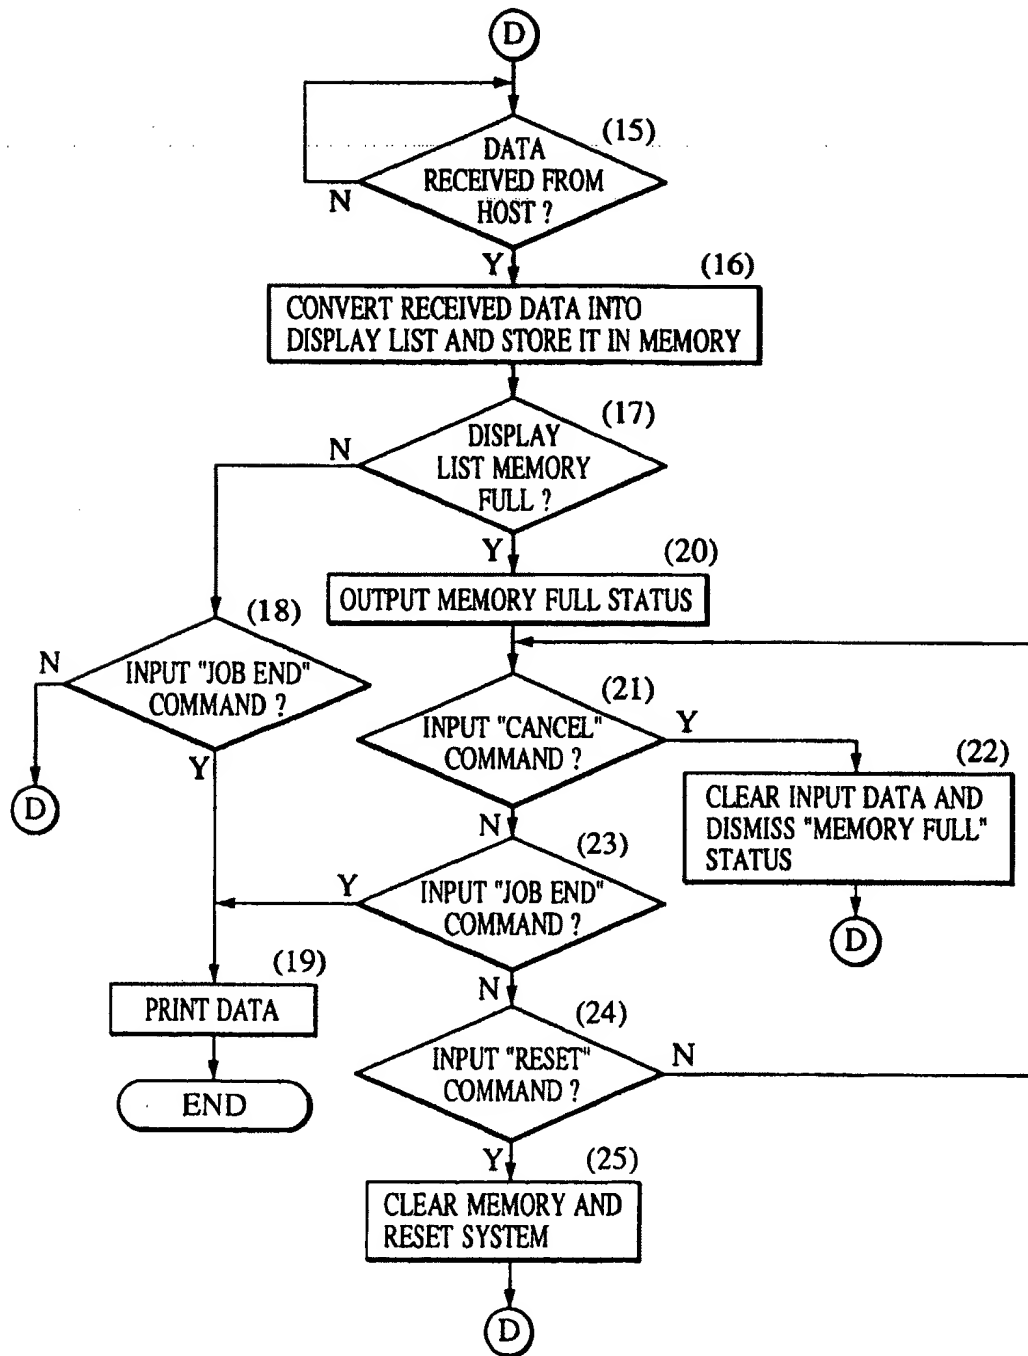 D
(15)
DATA
RECEIVED FROM
HOST ?
N
Y
(16)
CONVERT RECEIVED DATA INTO
DISPLAY LIST AND STORE IT IN MEMORY
(17)
DISPLAY
LIST MEMORY
FULL ?
N
Y
(20)
OUTPUT MEMORY FULL STATUS
(18)
INPUT "JOB END"
COMMAND ?
N
Y
D
(21)
INPUT "CANCEL"
COMMAND ?
Y
N
(22)
CLEAR INPUT DATA AND
DISMISS "MEMORY FULL"
STATUS
D
(23)
INPUT "JOB END"
COMMAND ?
Y
N
(19)
PRINT DATA
END
(24)
INPUT "RESET"
COMMAND ?
N
Y
(25)
CLEAR MEMORY AND
RESET SYSTEM
D